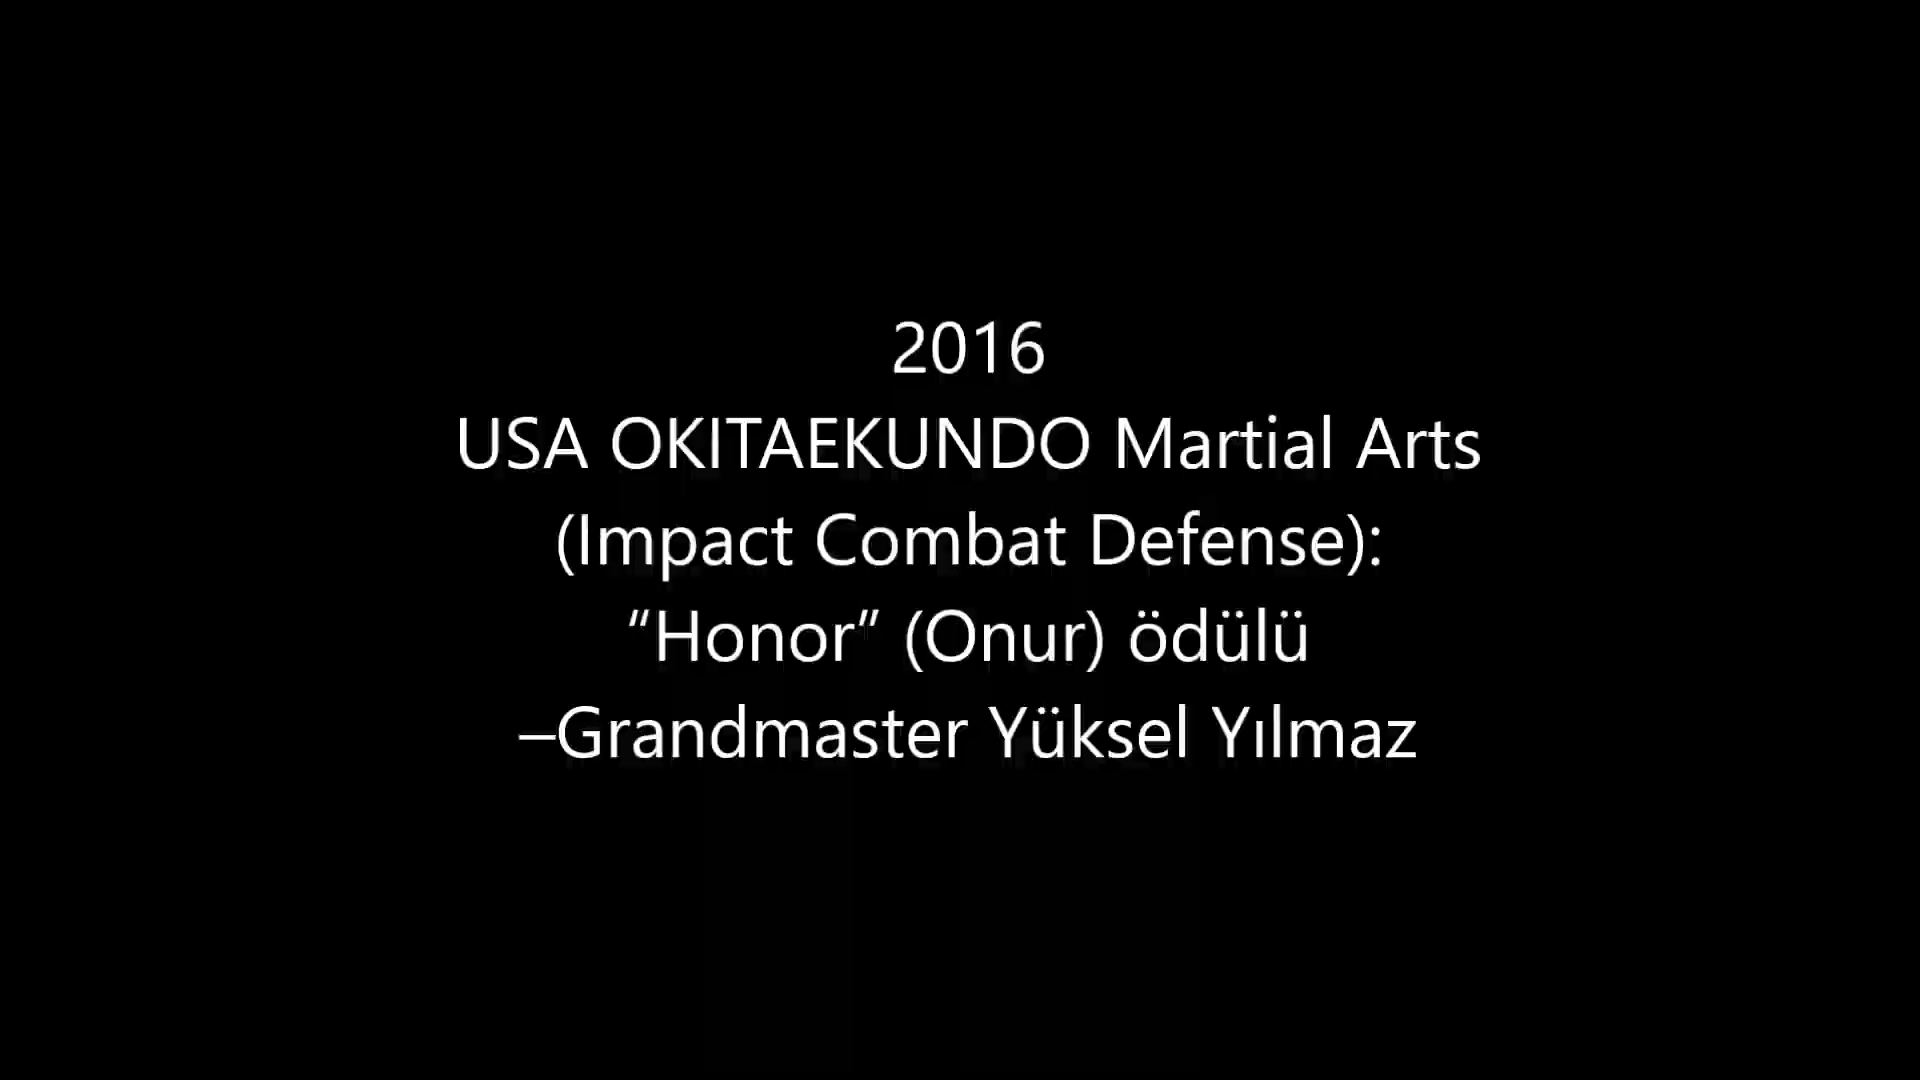 2016
USA OKITAEKUNDO Martial Arts
(Impact Combat Defense):
“Honor” (Onur) ödülü
–Grandmaster Yüksel Yılmaz